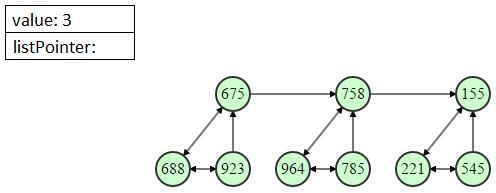 value: 3
listPointer:
675 758 155
688 923 964 785 221 545